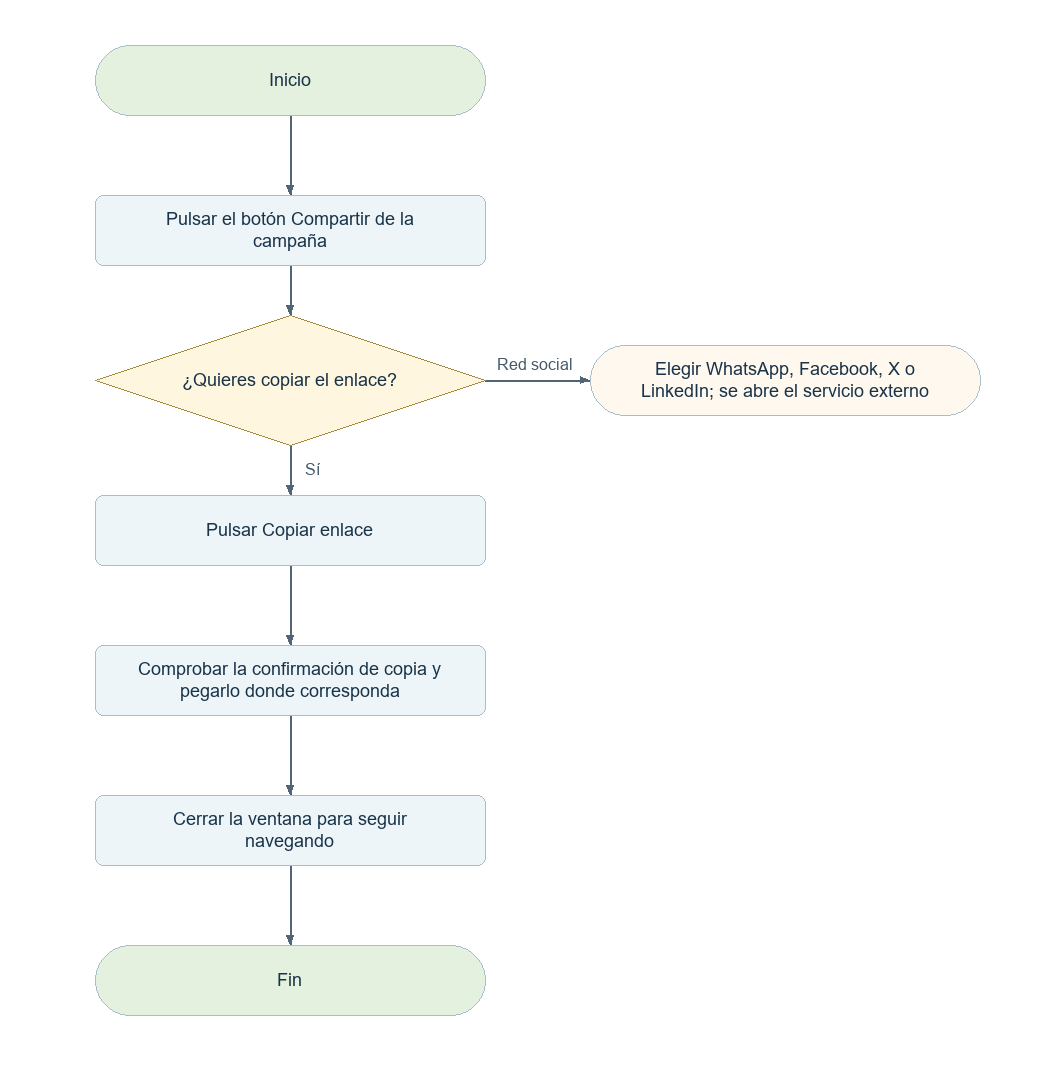 Inicio
Pulsar el botón Compartir de la
campaña
¿Quieres copiar el enlace?
Red social
Elegir WhatsApp, Facebook, X o
LinkedIn; se abre el servicio externo
Sí
Pulsar Copiar enlace
Comprobar la confirmación de copia y
pegarlo donde corresponda
Cerrar la ventana para seguir
navegando
Fin